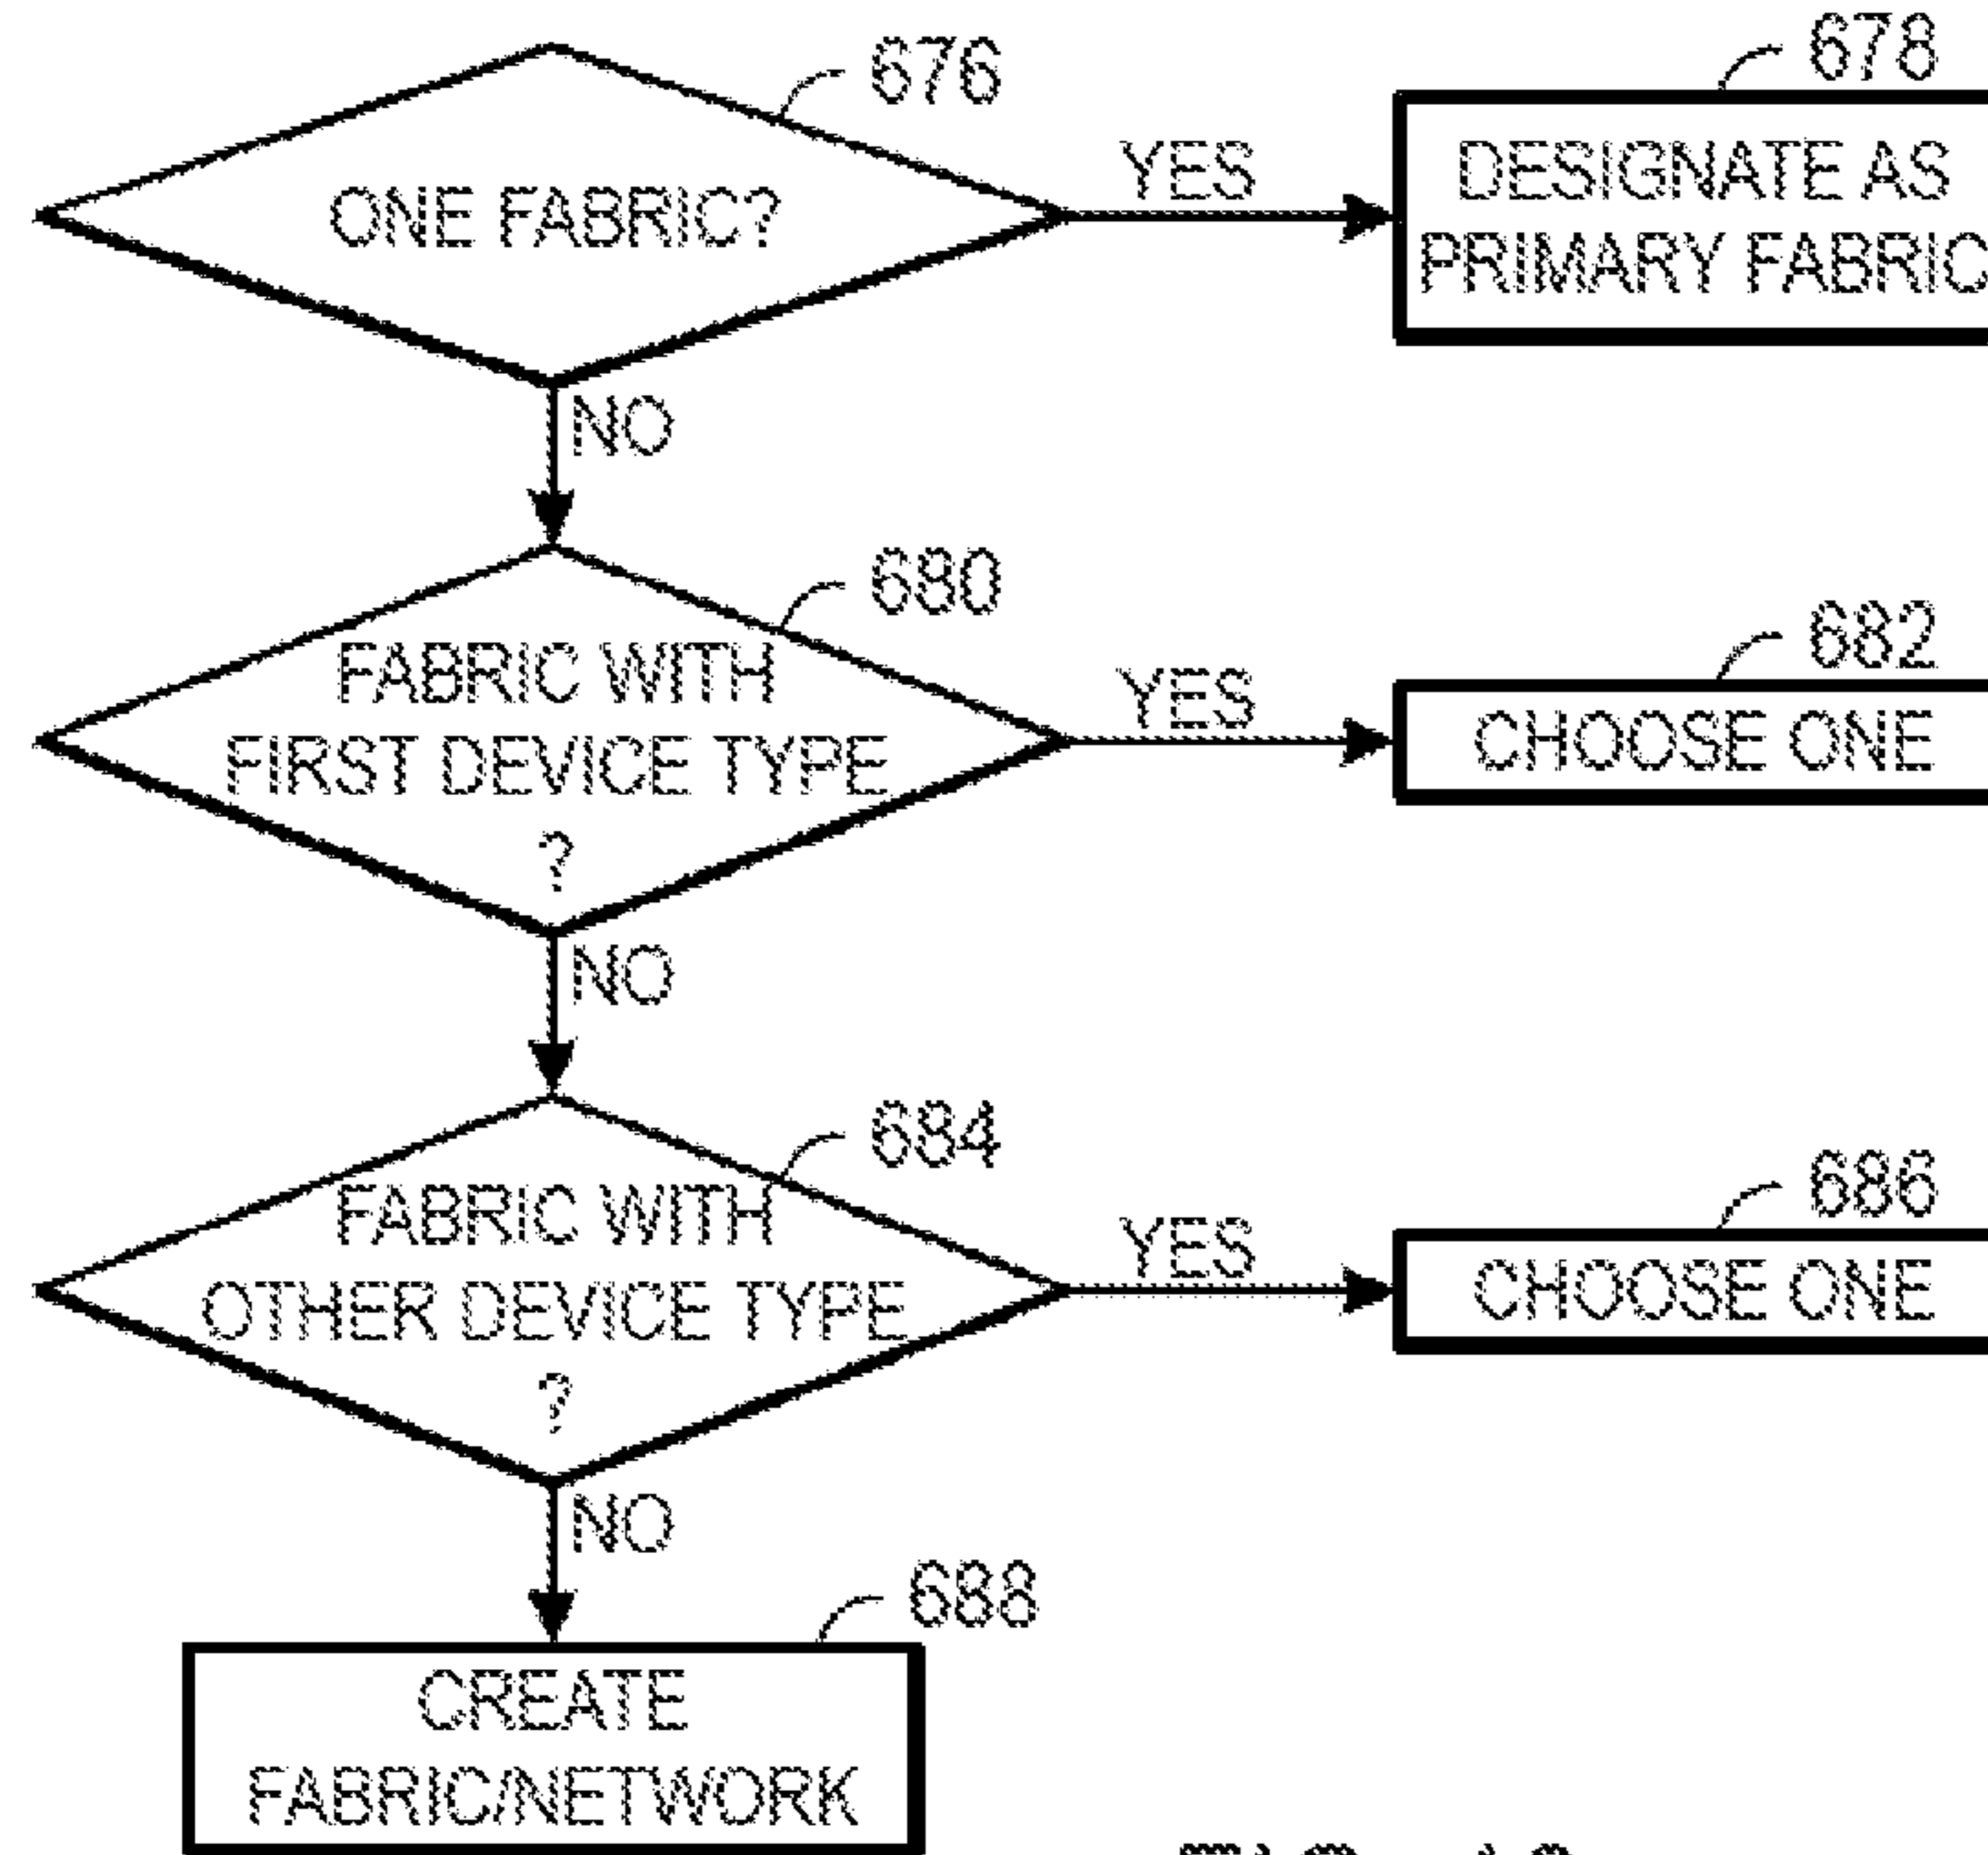 676
678
ONE FABRIC?
YES
DESIGNATE AS
PRIMARY FABRIC
NO
680
682
FABRIC WITH
FIRST DEVICE TYPE
?
YES
CHOOSE ONE
NO
684
686
FABRIC WITH
OTHER DEVICE TYPE
?
YES
CHOOSE ONE
NO
688
CREATE
FABRIC/NETWORK